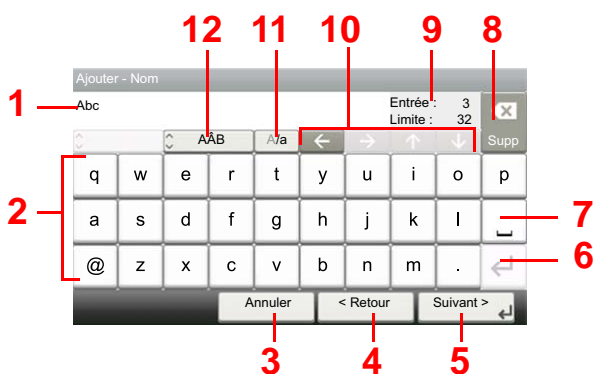 12 11 10 9 8
Ajouter - Nom
1 Abc Entrée : 3
Limite : 32
AÂB A/a ← → ↑ ↓ Supp
2 q w e r t y u i o p
a s d f g h j k l 7
@ z x c v b n m . 6
Annuler < Retour Suivant >
3 4 5